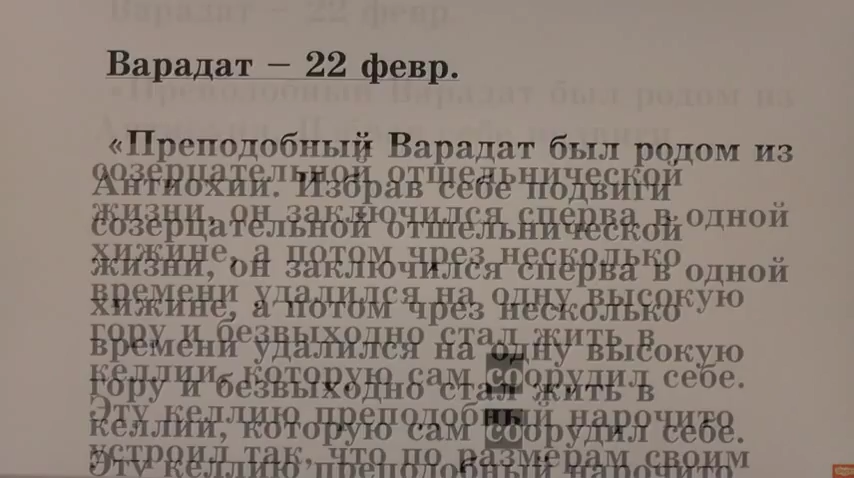 Варадат – 22 февр.
«Преподобный Варадат был родом из
Антиохии. Избрав себе подвиги
созерцательной отшельнической
жизни, он заключился сперва в одной
хижине, а потом чрез несколько
времени удалился на одну высокую
гору и безвыходно стал жить в
келлии, которую сам соорудил себе.
Эту келлию преподобный нарочито
устроил так, что по размерам своим